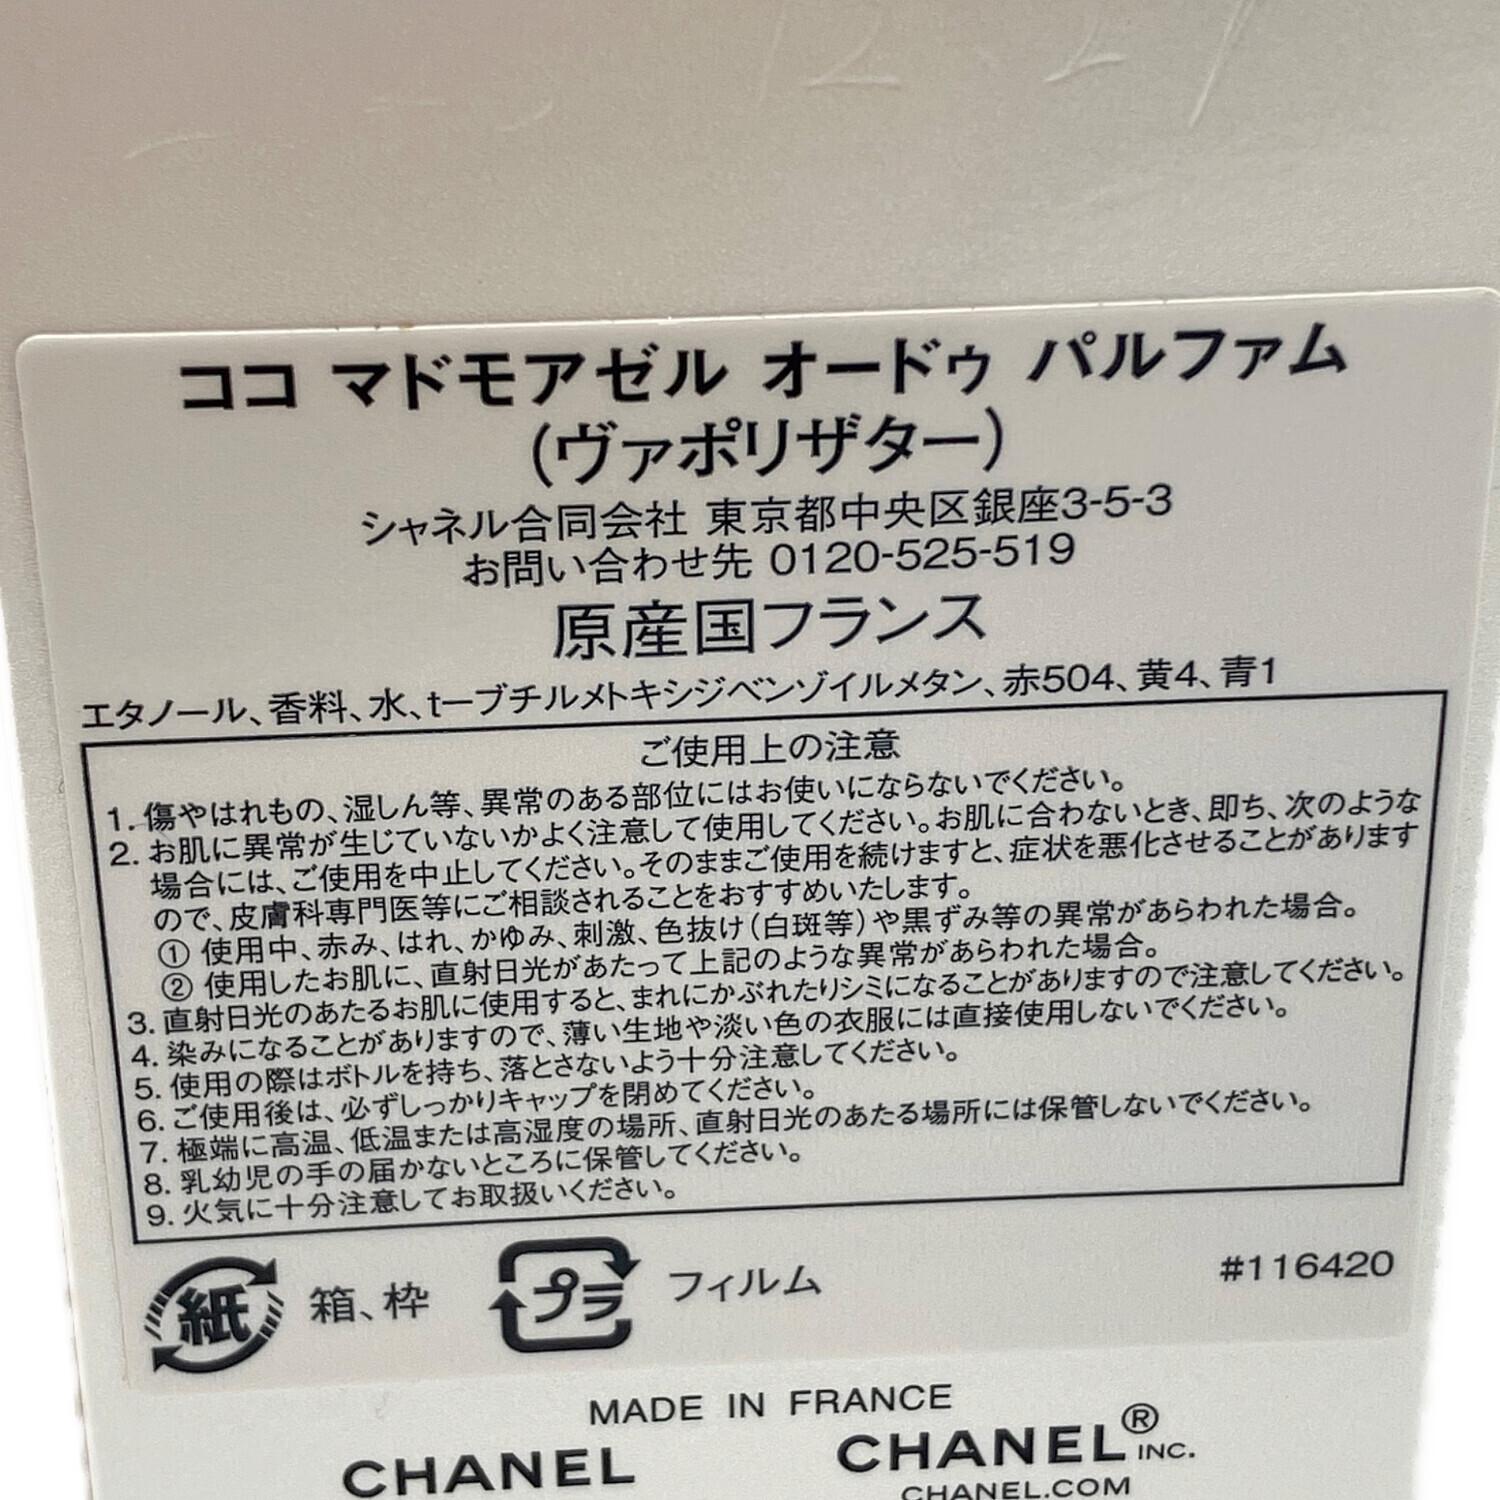 ココ マドモアゼル オードゥ パルファム
(ヴァポリザター)
シャネル合同会社 東京都中央区銀座3-5-3
お問い合わせ先 0120-525-519
原産国フランス
エタノール、香料、水、t-ブチルメトキシジベンゾイルメタン、赤504、黄4、青1
ご使用上の注意
1. 傷やはれもの、湿しん等、異常のある部位にはお使いにならないでください。
2. お肌に異常が生じていないかよく注意して使用してください。お肌に合わないとき、即ち、次のような
場合には、ご使用を中止してください。そのままご使用を続けますと、症状を悪化させることがあります
ので、皮膚科専門医等にご相談されることをおすすめいたします。
① 使用中、赤み、はれ、かゆみ、刺激、色抜け(白斑等)や黒ずみ等の異常があらわれた場合。
② 使用したお肌に、直射日光があたって上記のような異常があらわれた場合。
3. 直射日光のあたるお肌に使用すると、まれにかぶれたりシミになることがありますので注意してください。
4. 染みになることがありますので、薄い生地や淡い色の衣服には直接使用しないでください。
5. 使用の際はボトルを持ち、落とさないよう十分注意してください。
6. ご使用後は、必ずしっかりキャップを閉めてください。
7. 極端に高温、低温または高湿度の場所、直射日光のあたる場所には保管しないでください。
8. 乳幼児の手の届かないところに保管してください。
9. 火気に十分注意してお取扱いください。
紙 箱、枠 プラ フィルム #116420
MADE IN FRANCE
CHANEL CHANEL® INC.
CHANEL.COM